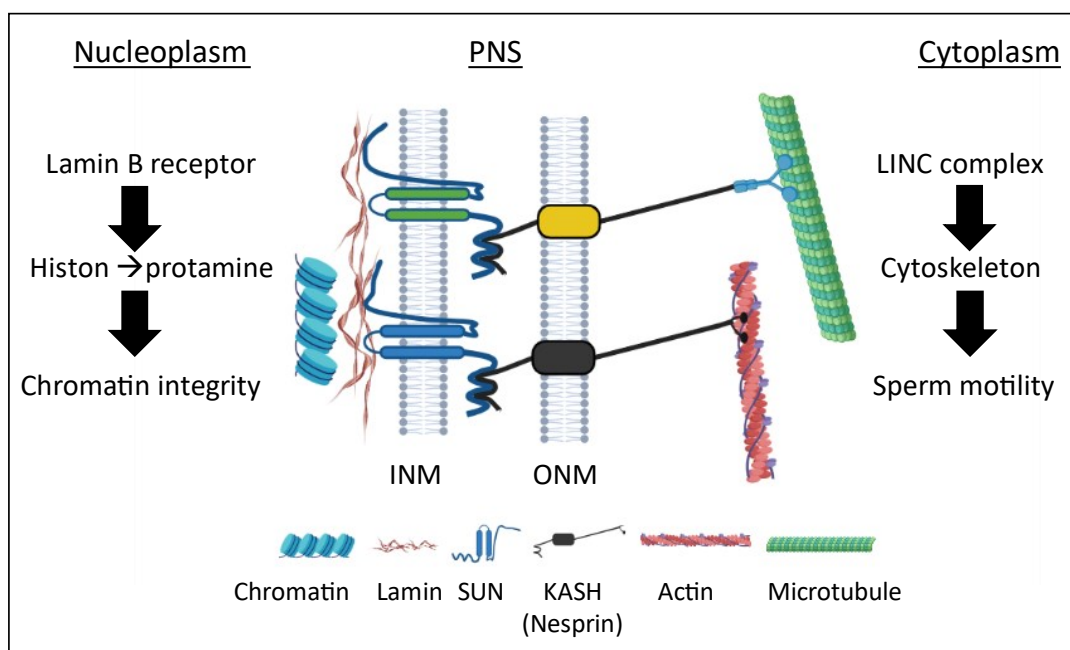 Nucleoplasm
PNS
Cytoplasm
Lamin B receptor
Histon →protamine
Chromatin integrity
LINC complex
Cytoskeleton
Sperm motility
INM
ONM
Chromatin
Lamin
SUN
KASH
(Nesprin)
Actin
Microtubule